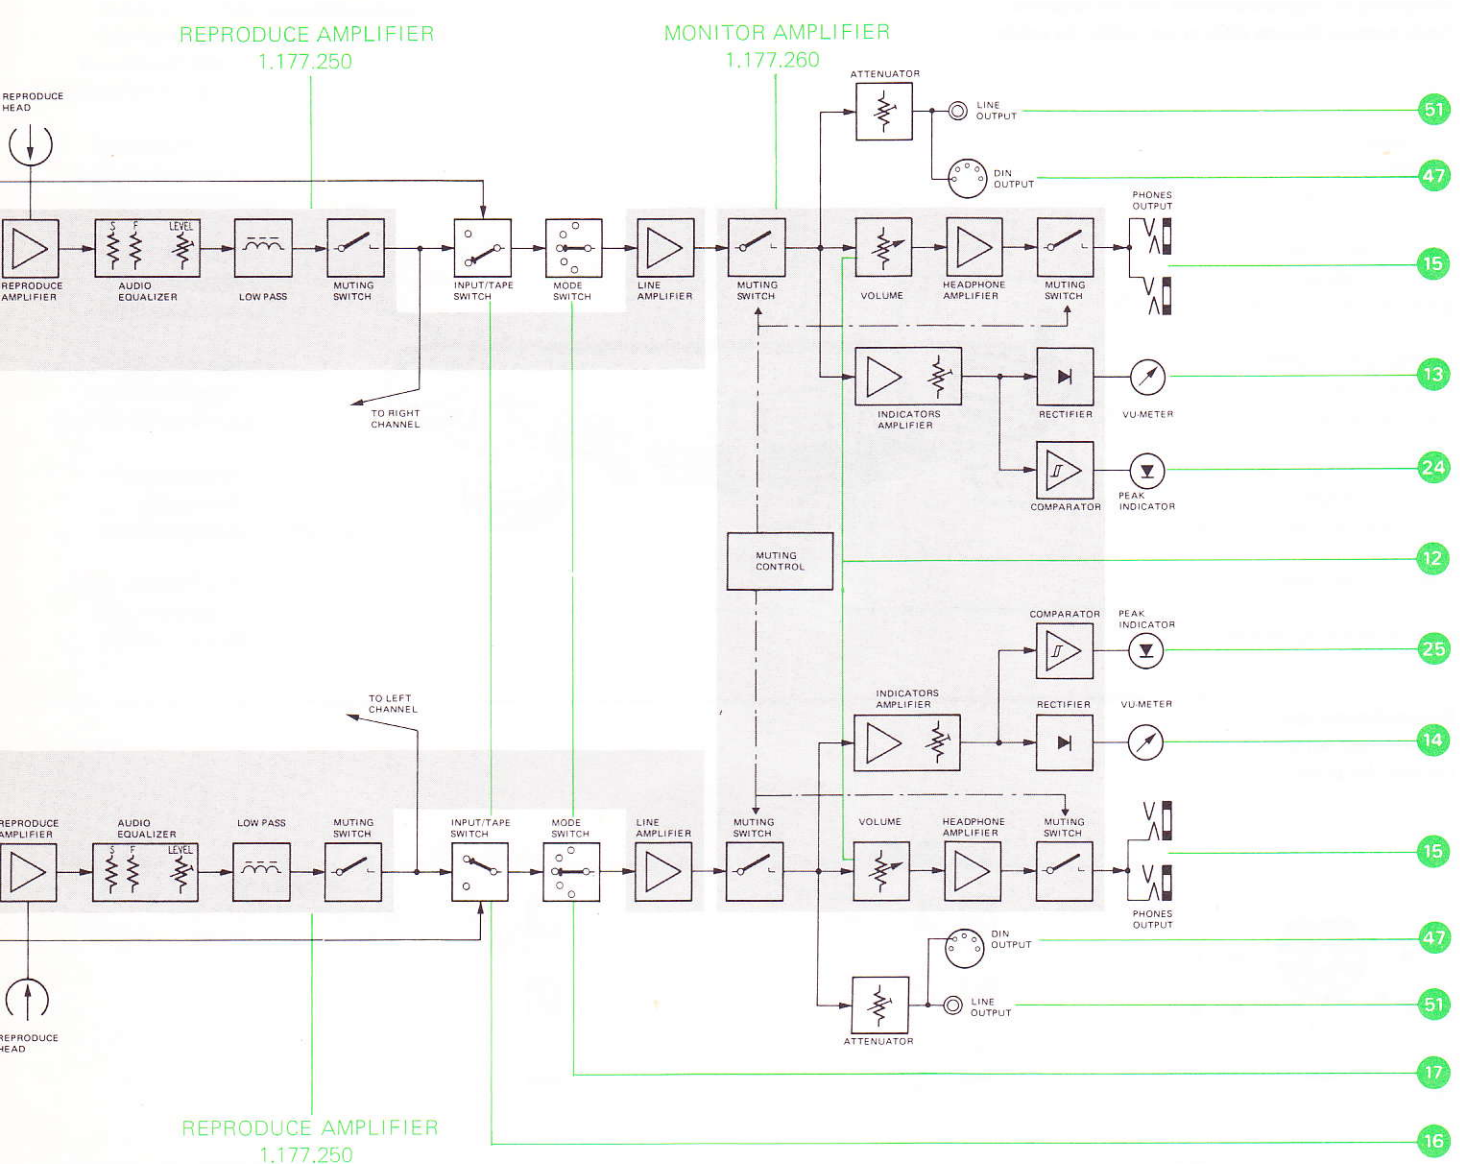 REPRODUCE AMPLIFIER
1.177.250
MONITOR AMPLIFIER
1.177.260
REPRODUCE
HEAD
ATTENUATOR
LINE
OUTPUT
51
DIN
OUTPUT
47
PHONES
OUTPUT
S F LEVEL
REPRODUCE
AMPLIFIER
AUDIO
EQUALIZER
LOW PASS
MUTING
SWITCH
INPUT/TAPE
SWITCH
MODE
SWITCH
LINE
AMPLIFIER
MUTING
SWITCH
VOLUME
HEADPHONE
AMPLIFIER
MUTING
SWITCH
15
TO RIGHT
CHANNEL
INDICATORS
AMPLIFIER
RECTIFIER
VU-METER
13
COMPARATOR
PEAK
INDICATOR
24
MUTING
CONTROL
12
COMPARATOR
PEAK
INDICATOR
25
TO LEFT
CHANNEL
INDICATORS
AMPLIFIER
RECTIFIER
VU-METER
14
REPRODUCE
AMPLIFIER
AUDIO
EQUALIZER
LOW PASS
MUTING
SWITCH
INPUT/TAPE
SWITCH
MODE
SWITCH
LINE
AMPLIFIER
MUTING
SWITCH
VOLUME
HEADPHONE
AMPLIFIER
MUTING
SWITCH
S F LEVEL
15
PHONES
OUTPUT
DIN
OUTPUT
47
LINE
OUTPUT
51
ATTENUATOR
REPRODUCE
HEAD
17
REPRODUCE AMPLIFIER
1.177.250
16